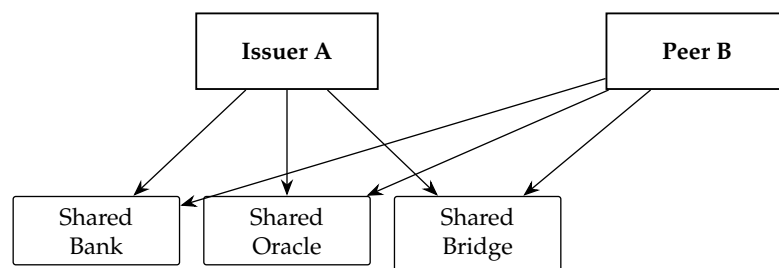 Issuer A
Peer B
Shared
Bank
Shared
Oracle
Shared
Bridge